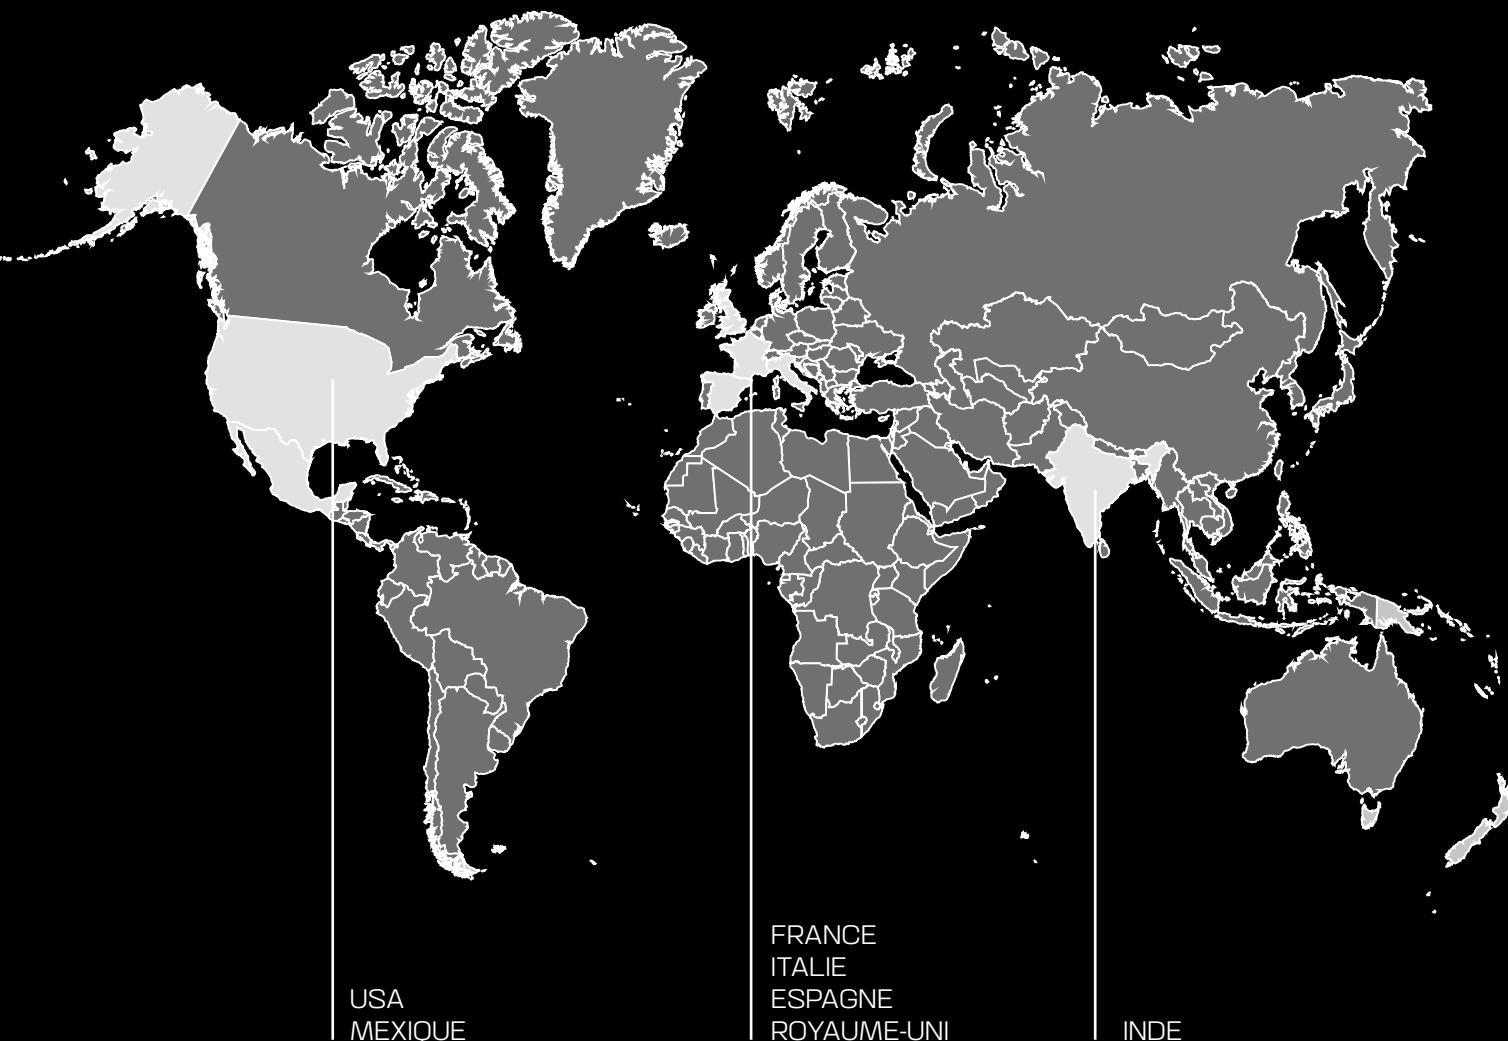 USA
MEXIQUE
FRANCE
ITALIE
ESPAGNE
ROYAUME-UNI
INDE